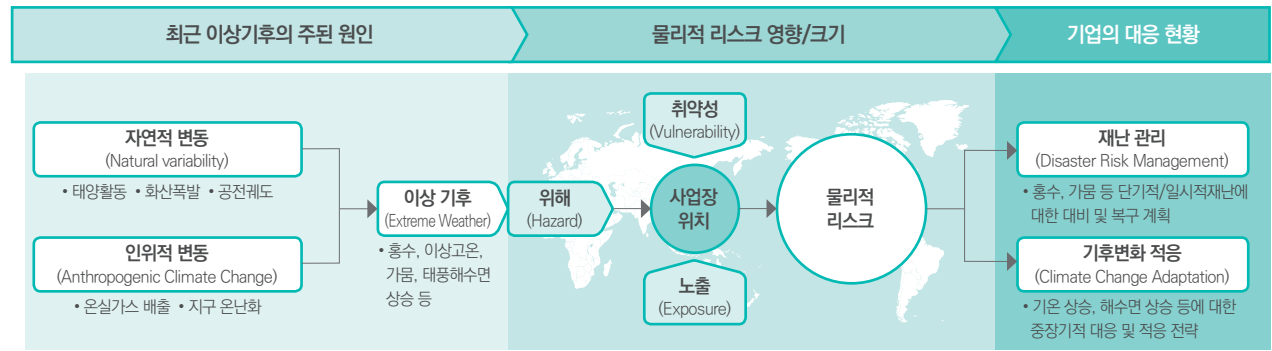 최근 이상기후의 주된 원인
물리적 리스크 영향/크기
기업의 대응 현황
자연적 변동
(Natural variability)
• 태양활동 • 화산폭발 • 공전궤도
인위적 변동
(Anthropogenic Climate Change)
• 온실가스 배출 • 지구 온난화
이상 기후
(Extreme Weather)
• 홍수, 이상고온,
가뭄, 태풍해수면
상승 등
위해
(Hazard)
취약성
(Vulnerability)
사업장
위치
노출
(Exposure)
물리적
리스크
재난 관리
(Disaster Risk Management)
• 홍수, 가뭄 등 단기적/일시적재난에
대한 대비 및 복구 계획
기후변화 적응
(Climate Change Adaptation)
• 기온 상승, 해수면 상승 등에 대한
중장기적 대응 및 적응 전략